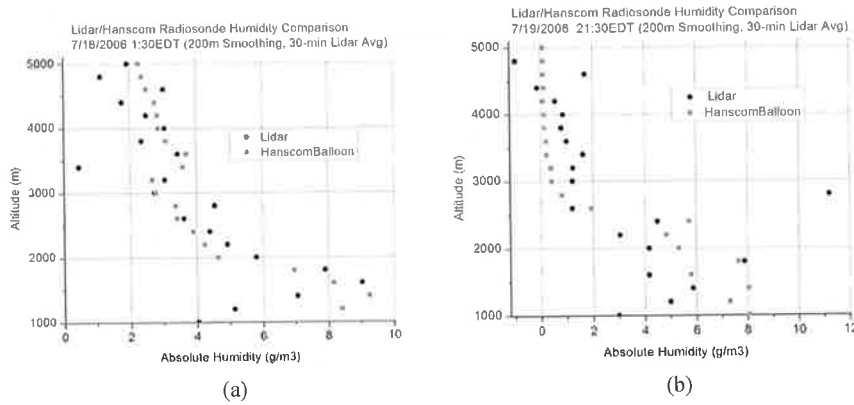 Lidar/Hanscom Radiosonde Humidity Comparison
7/16/2006 1:30EDT (200m Smoothing, 30-min Lidar Avg)
5000
4000
3000
2000
1000
Altitude (m)
Lidar
HanscomBalloon
0 2 4 6 8 10
Absolute Humidity (g/m3)
(a)
Lidar/Hanscom Radiosonde Humidity Comparison
7/19/2006 21:30EDT (200m Smoothing, 30-min Lidar Avg)
5000
4000
3000
2000
1000
Altitude (m)
Lidar
HanscomBalloon
0 2 4 6 8 10 12
Absolute Humidity (g/m3)
(b)